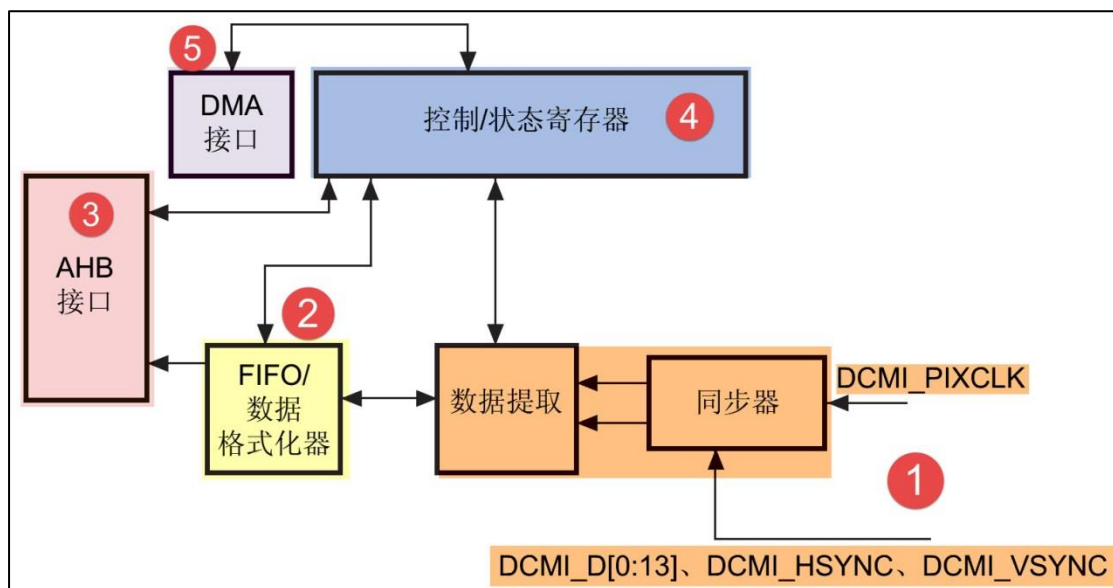 5
DMA
接口
控制/状态寄存器
4
3
AHB
接口
2
FIFO/
数据
格式化器
数据提取
同步器
DCMI_PIXCLK
1
DCMI_D[0:13]、DCMI_HSYNC、DCMI_VSYNC